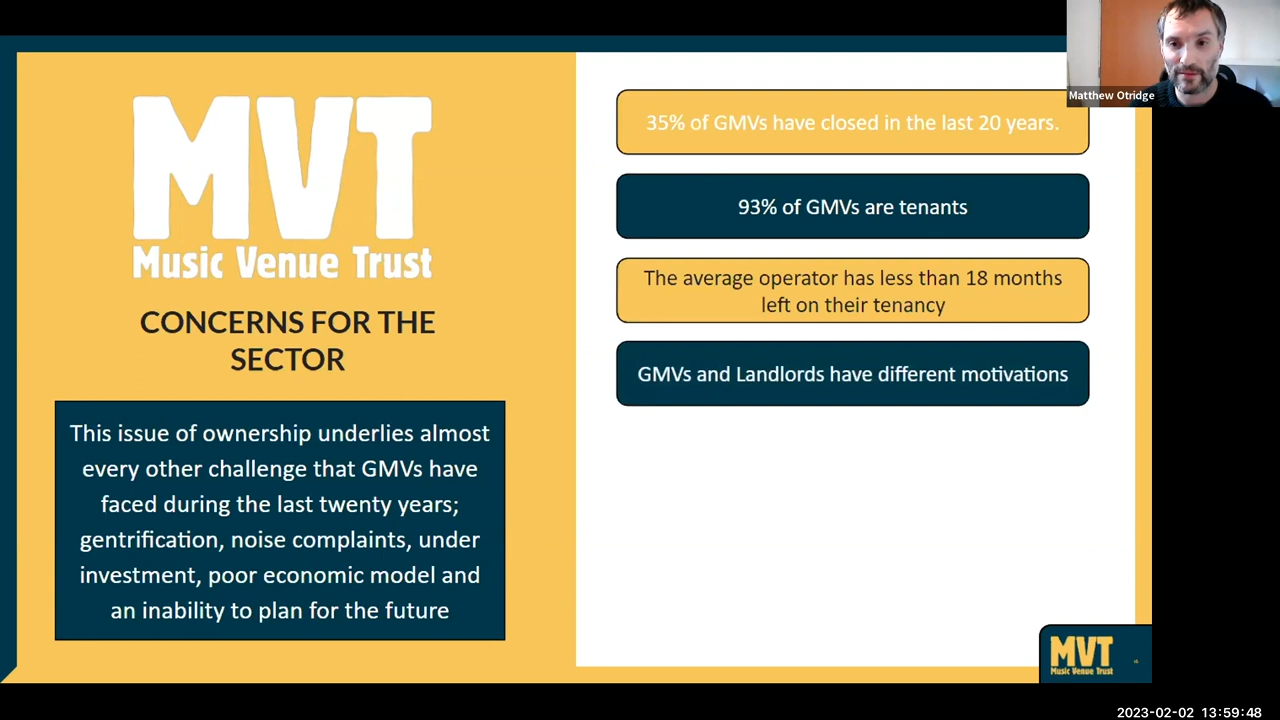 MVT
Music Venue Trust
CONCERNS FOR THE
SECTOR
This issue of ownership underlies almost
every other challenge that GMVs have
faced during the last twenty years;
gentrification, noise complaints, under
investment, poor economic model and
an inability to plan for the future
35% of GMVs have closed in the last 20 years.
93% of GMVs are tenants
The average operator has less than 18 months
left on their tenancy
GMVs and Landlords have different motivations
Matthew Otridge
MVT
Music Venue Trust
2023-02-02 13:59:48